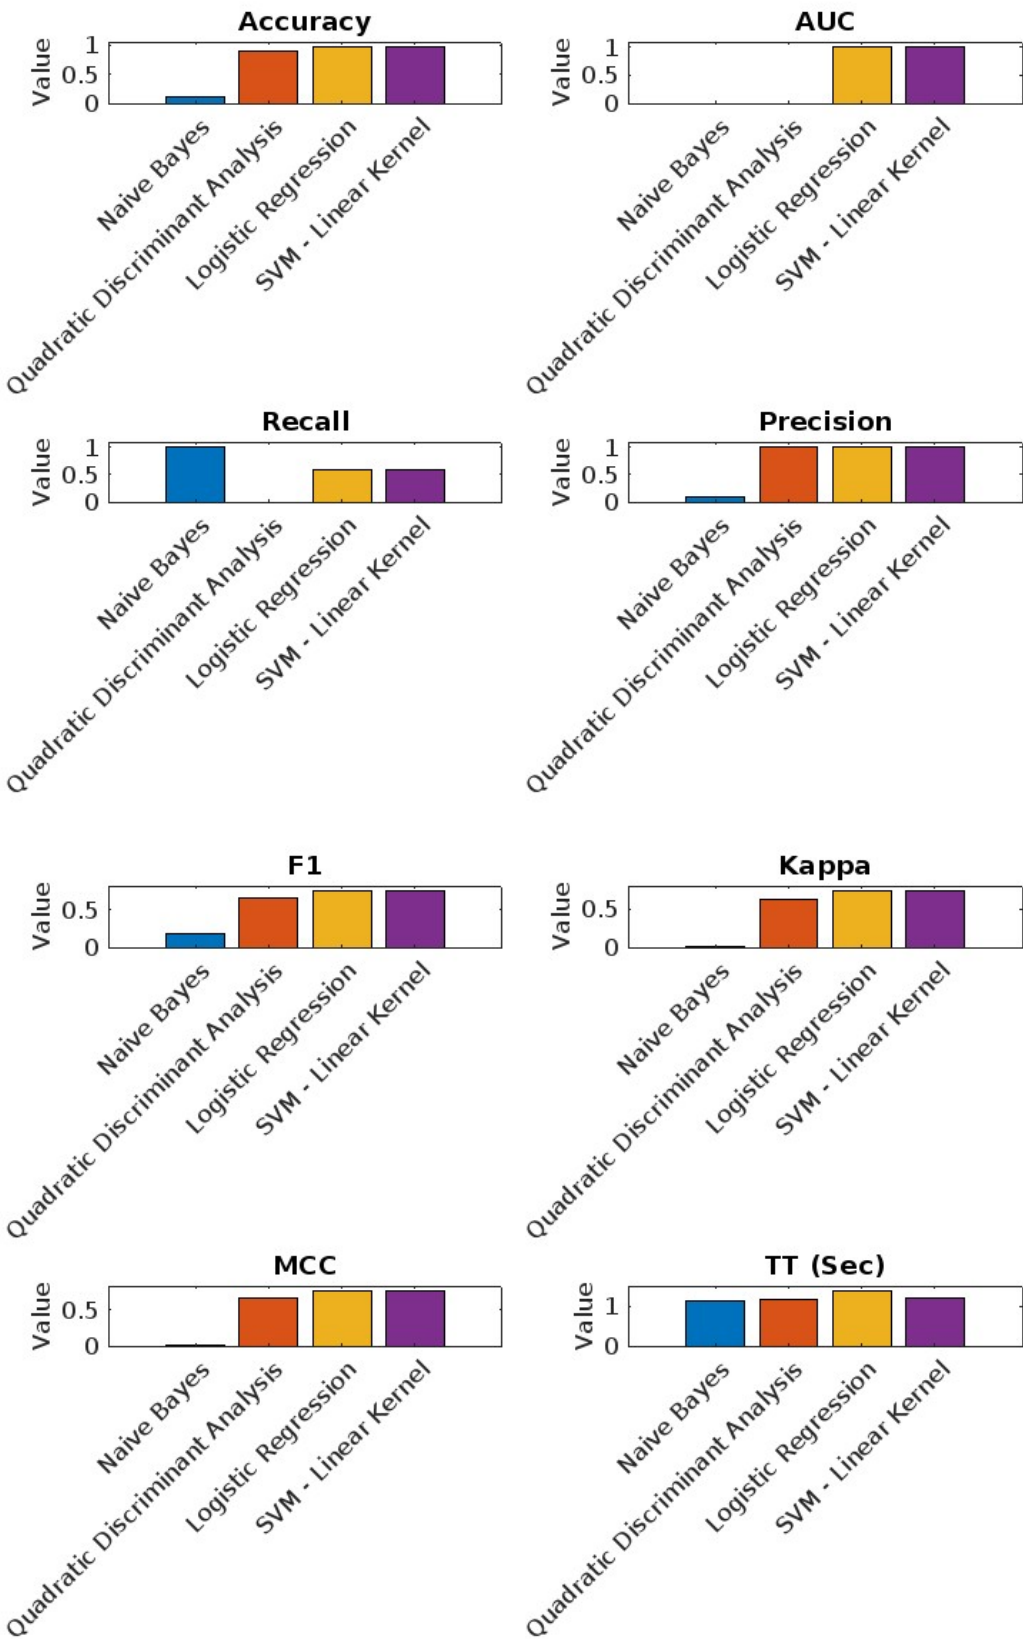 Accuracy
Value
1
0.5
0
Naive Bayes
Quadratic Discriminant Analysis
Logistic Regression
SVM - Linear Kernel
AUC
Value
1
0.5
0
Naive Bayes
Quadratic Discriminant Analysis
Logistic Regression
SVM - Linear Kernel
Recall
Value
1
0.5
0
Naive Bayes
Quadratic Discriminant Analysis
Logistic Regression
SVM - Linear Kernel
Precision
Value
1
0.5
0
Naive Bayes
Quadratic Discriminant Analysis
Logistic Regression
SVM - Linear Kernel
F1
Value
0.5
0
Naive Bayes
Quadratic Discriminant Analysis
Logistic Regression
SVM - Linear Kernel
Kappa
Value
0.5
0
Naive Bayes
Quadratic Discriminant Analysis
Logistic Regression
SVM - Linear Kernel
MCC
Value
0.5
0
Naive Bayes
Quadratic Discriminant Analysis
Logistic Regression
SVM - Linear Kernel
TT (Sec)
Value
1
0
Naive Bayes
Quadratic Discriminant Analysis
Logistic Regression
SVM - Linear Kernel